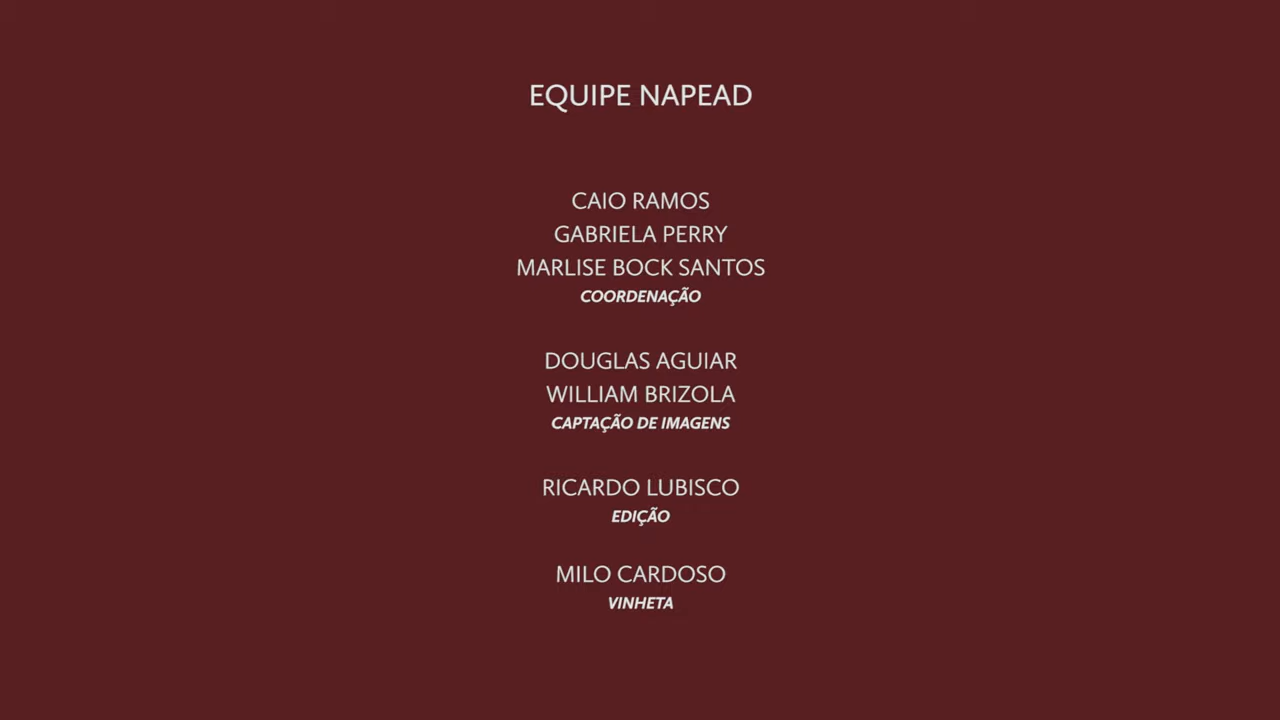 EQUIPE NAPEAD
CAIO RAMOS
GABRIELA PERRY
MARLISE BOCK SANTOS
COORDENAÇÃO
DOUGLAS AGUIAR
WILLIAM BRIZOLA
CAPTAÇÃO DE IMAGENS
RICARDO LUBISCO
EDIÇÃO
MILO CARDOSO
VINHETA